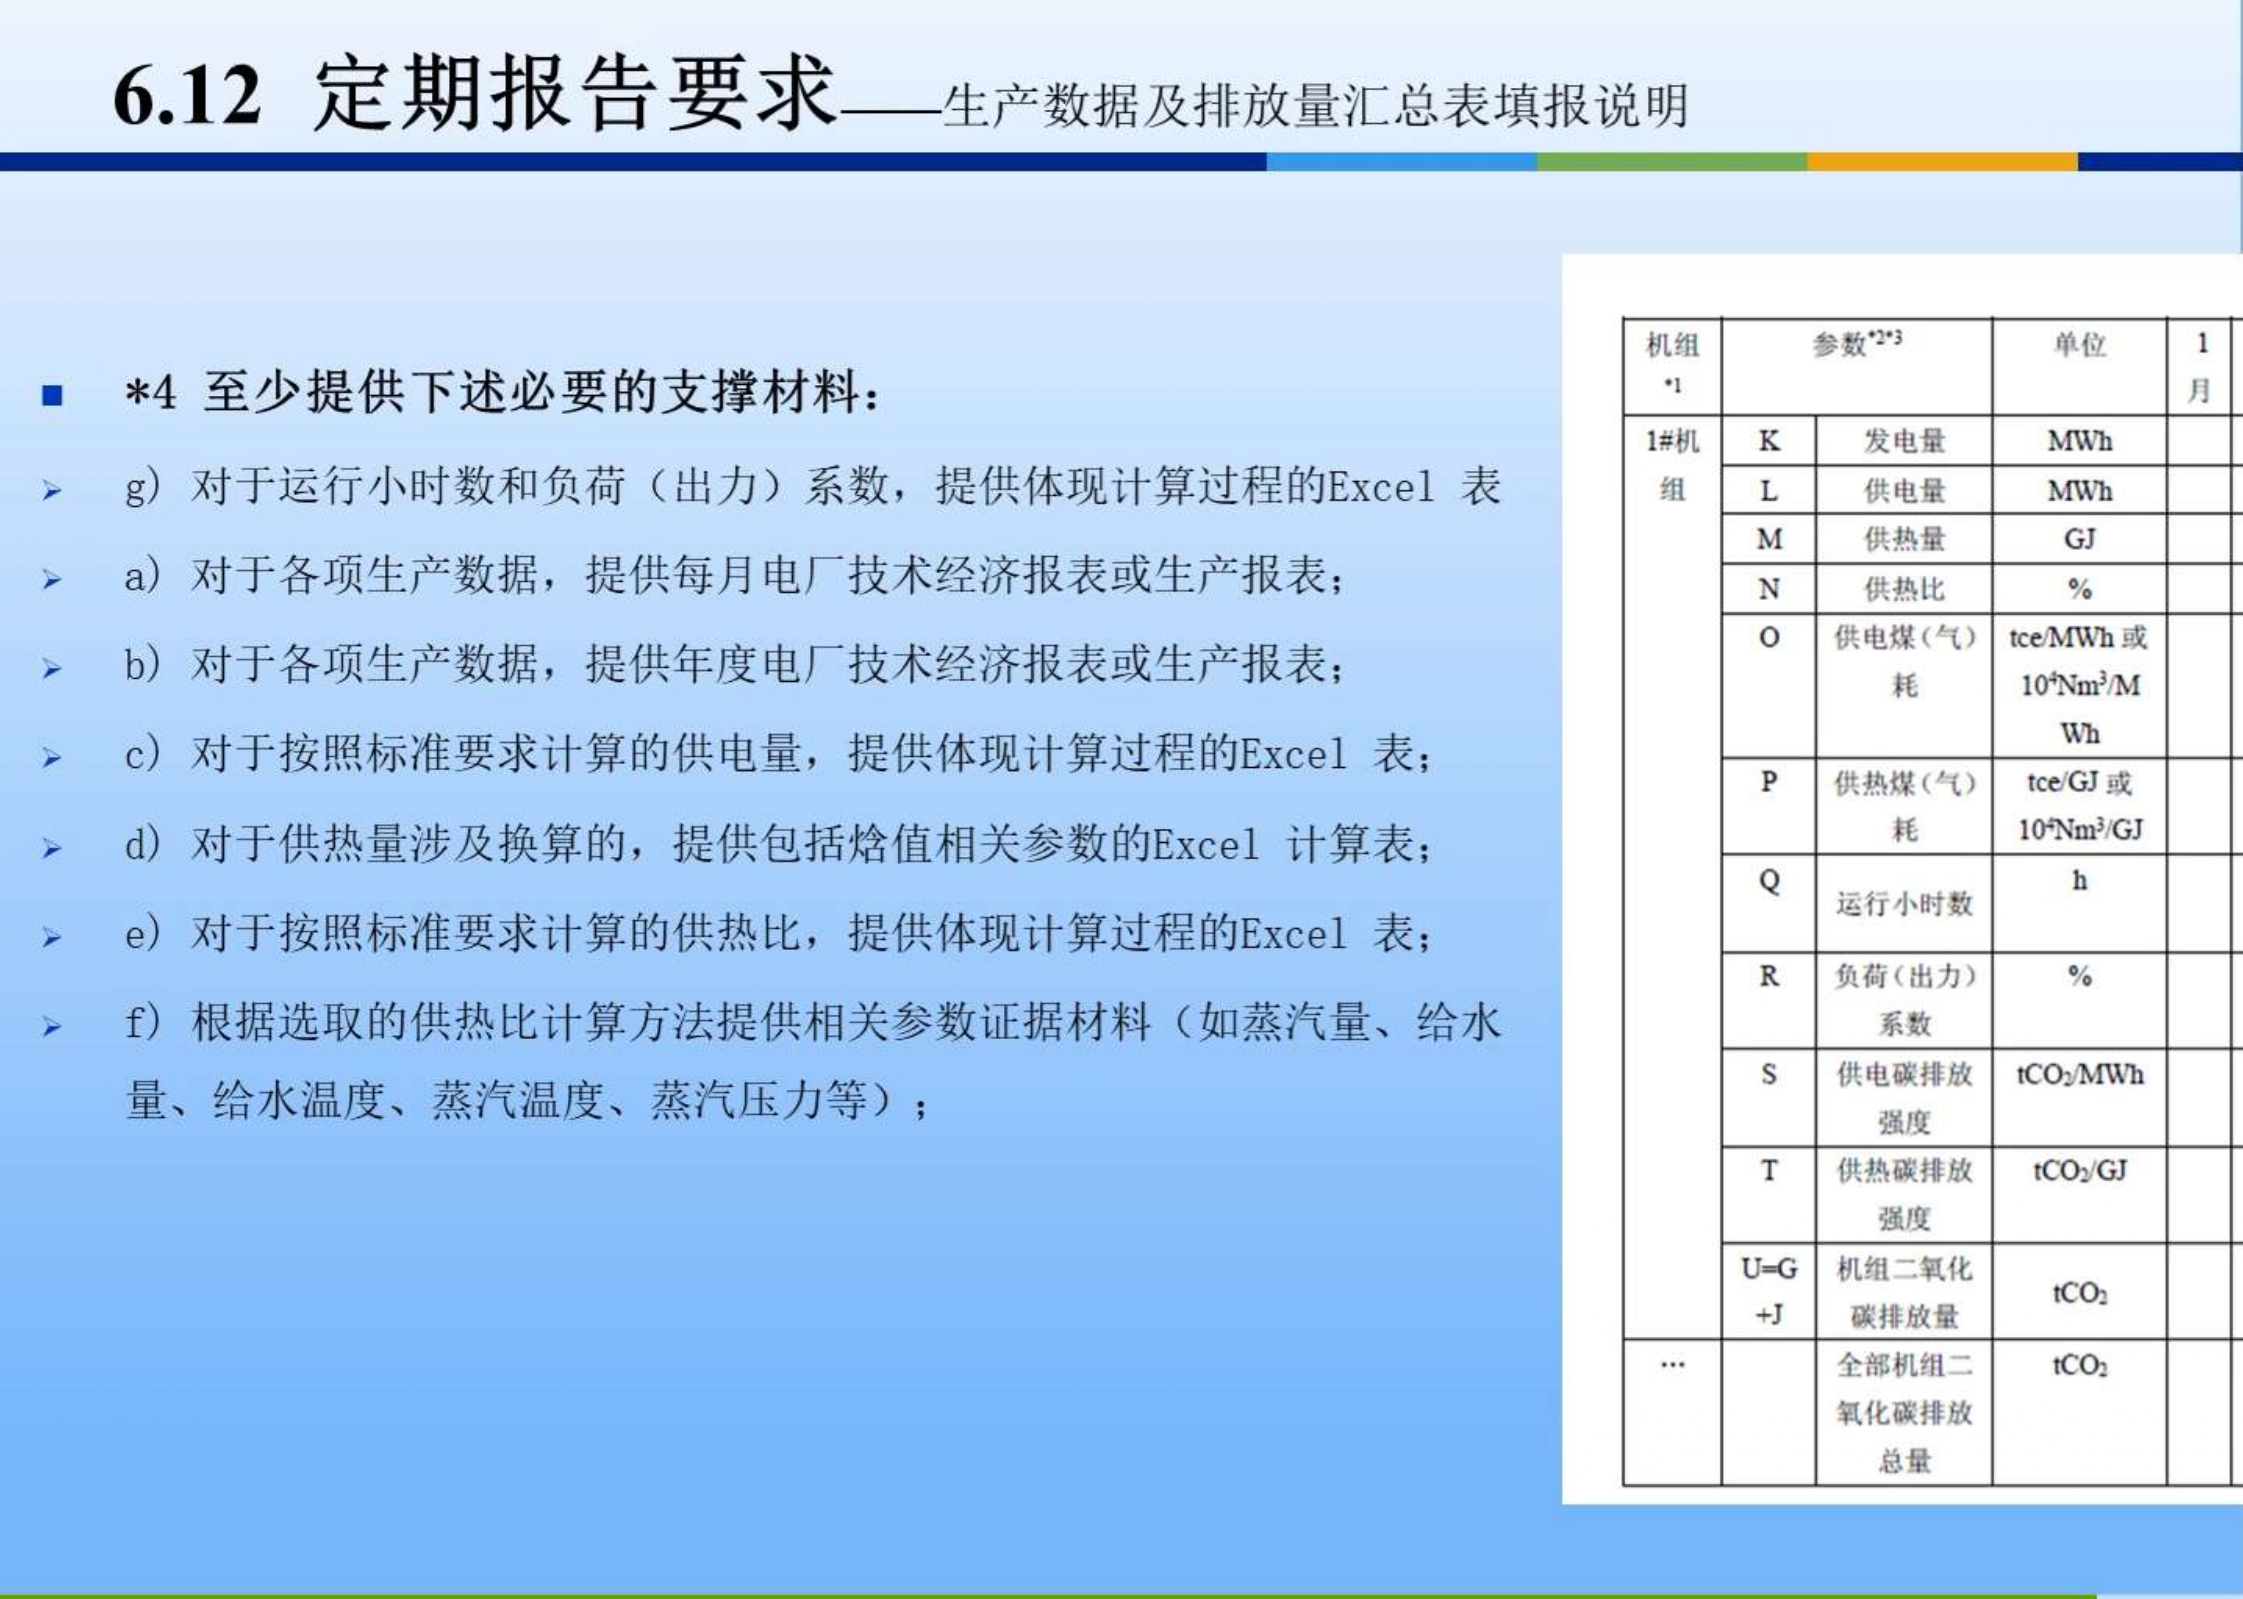 6.12 定期报告要求——生产数据及排放量汇总表填报说明
*4 至少提供下述必要的支撑材料:
g) 对于运行小时数和负荷（出力）系数，提供体现计算过程的Excel 表
a) 对于各项生产数据，提供每月电厂技术经济报表或生产报表；
b) 对于各项生产数据，提供年度电厂技术经济报表或生产报表；
c) 对于按照标准要求计算的供电量，提供体现计算过程的Excel 表；
d) 对于供热量涉及换算的，提供包括焓值相关参数的Excel 计算表；
e) 对于按照标准要求计算的供热比，提供体现计算过程的Excel 表；
f) 根据选取的供热比计算方法提供相关参数证据材料（如蒸汽量、给水
量、给水温度、蒸汽温度、蒸汽压力等）；
机组 参数*2*3 单位 1
*1 月
1#机 K 发电量 MWh
组 L 供电量 MWh
M 供热量 GJ
N 供热比 %
O 供电煤（气） tce/MWh 或
耗 10⁴Nm³/M
Wh
P 供热煤（气） tce/GJ 或
耗 10⁴Nm³/GJ
Q 运行小时数 h
R 负荷（出力） %
系数
S 供电碳排放 tCO₂/MWh
强度
T 供热碳排放 tCO₂/GJ
强度
U=G 机组二氧化 tCO₂
+J 碳排放量
… 全部机组二 tCO₂
氧化碳排放
总量